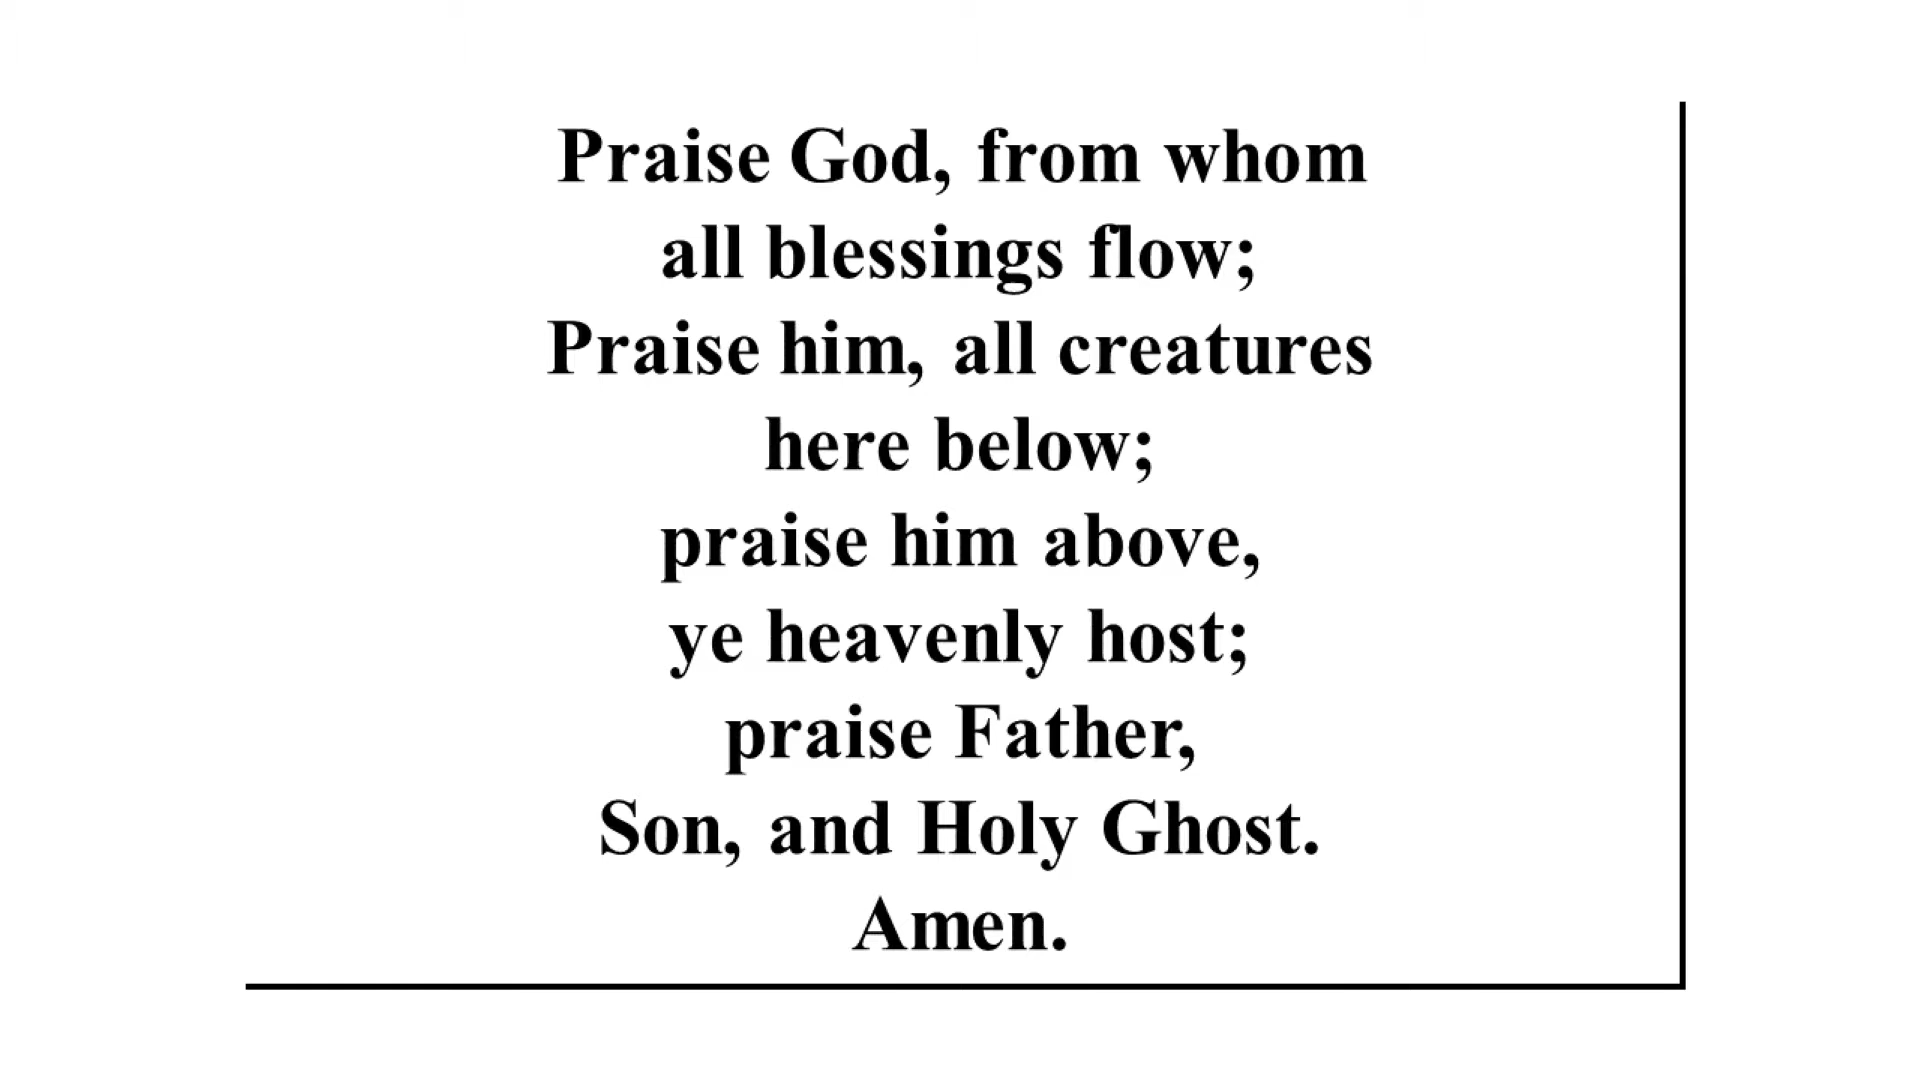 Praise God, from whom
all blessings flow;
Praise him, all creatures
here below;
praise him above,
ye heavenly host;
praise Father,
Son, and Holy Ghost.
Amen.